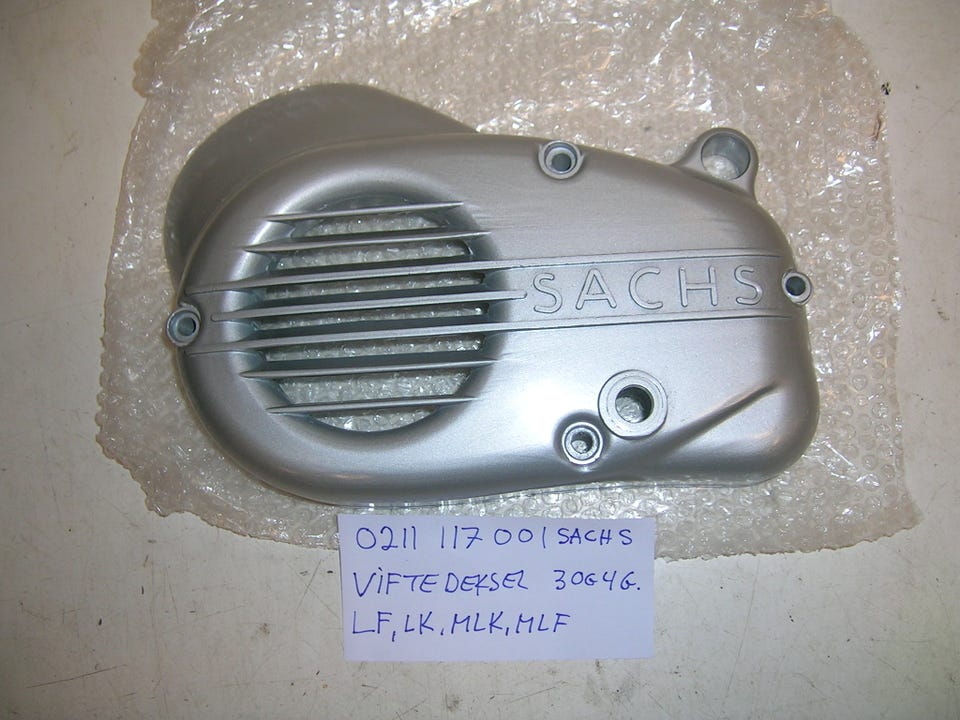 SACHS
0211 117 001 SACHS
VIFTEDEKSEL 30G4G.
LF, LK, MLK, MLF